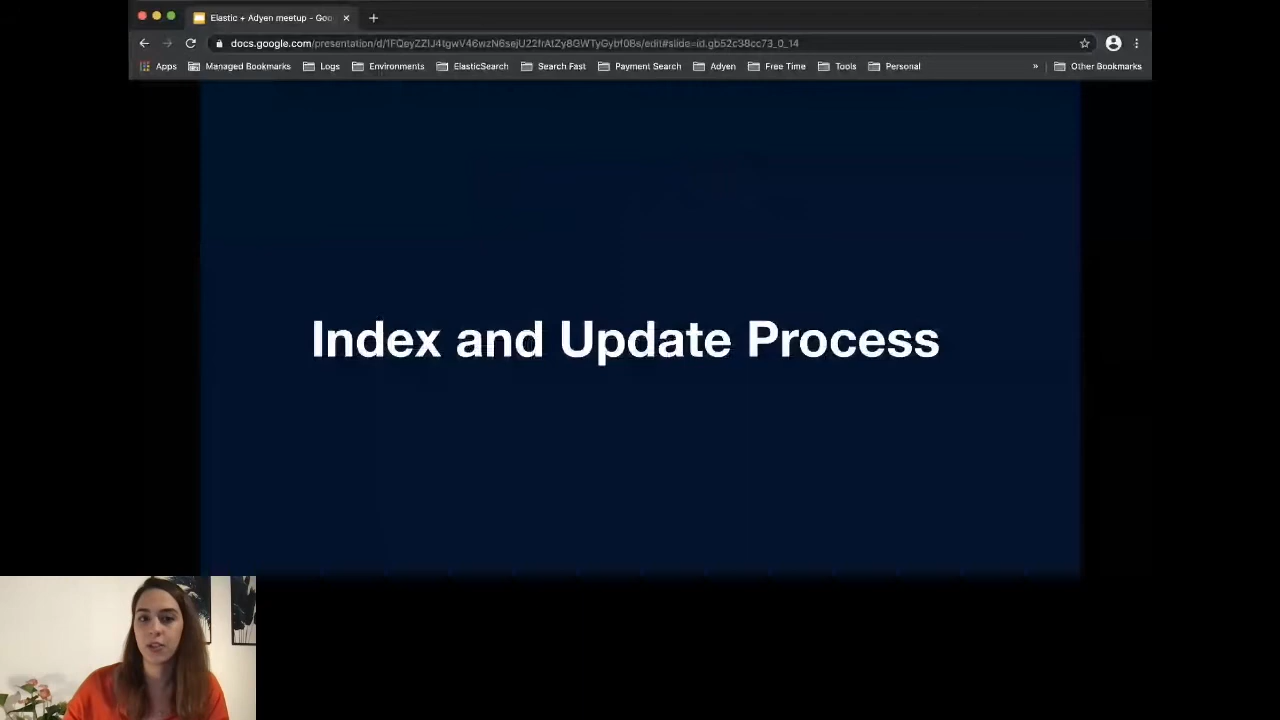 Elastic + Adyen meetup - Goo
docs.google.com/presentation/d/1FQeyZZlJ4tgwV46wzN6sejU22frAtZy8GWTyGybf08s/edit#slide=id.gb52c38cc73_0_14
Apps Managed Bookmarks Logs Environments ElasticSearch Search Fast Payment Search Adyen Free Time Tools Personal » Other Bookmarks
Index and Update Process